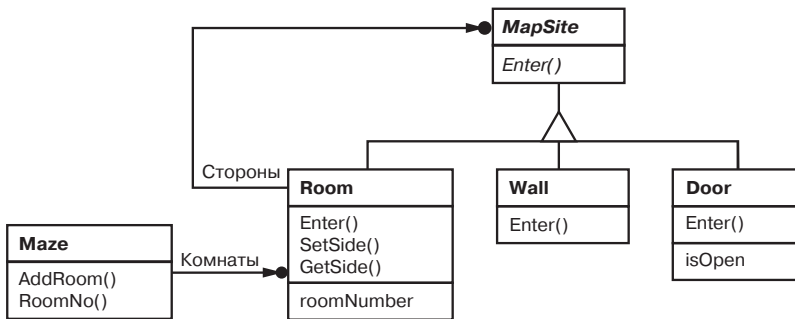 MapSite
Enter()
Стороны
Room
Enter()
SetSide()
GetSide()
roomNumber
Wall
Enter()
Door
Enter()
isOpen
Maze
AddRoom()
RoomNo()
Комнаты